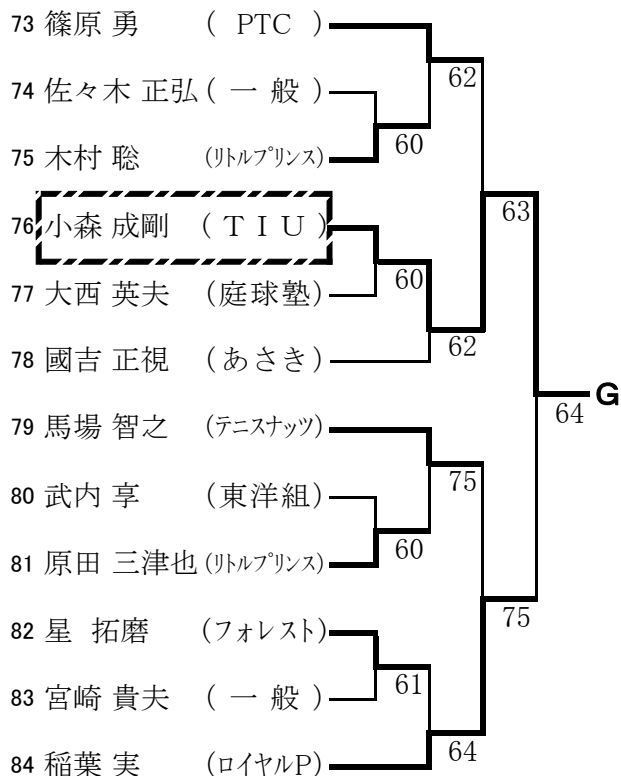 73 篠原 勇 ( PTC )
62
74 佐々木 正弘 ( 一 般 )
60
75 木村 聡 (リトルプリンス)
63
76 小森 成剛 ( T I U )
60
77 大西 英夫 (庭球塾)
62
78 國吉 正視 (あさき)
64 G
79 馬場 智之 (テニスナッツ)
75
80 武内 享 (東洋組)
60
81 原田 三津也 (リトルプリンス)
75
82 星 拓磨 (フォレスト)
61
83 宮崎 貴夫 ( 一 般 )
64
84 稲葉 実 (ロイヤルP)